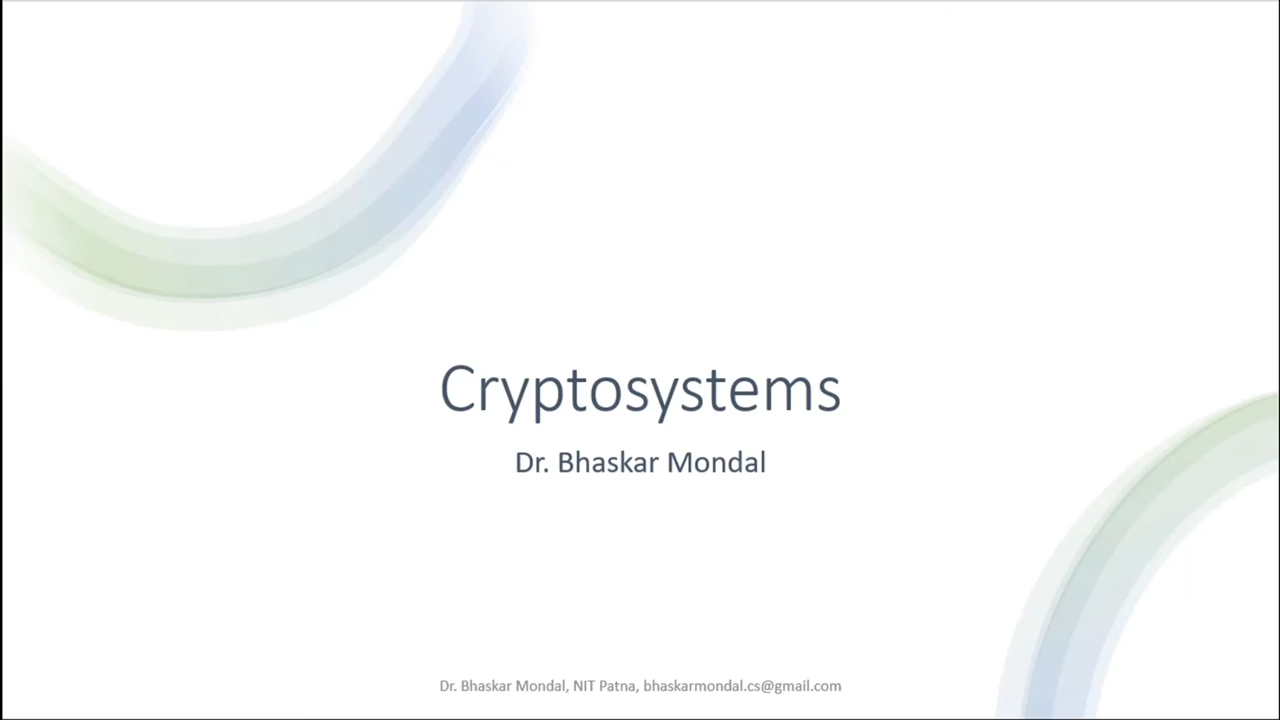 Cryptosystems
Dr. Bhaskar Mondal
Dr. Bhaskar Mondal, NIT Patna, bhaskarmondal.cs@gmail.com